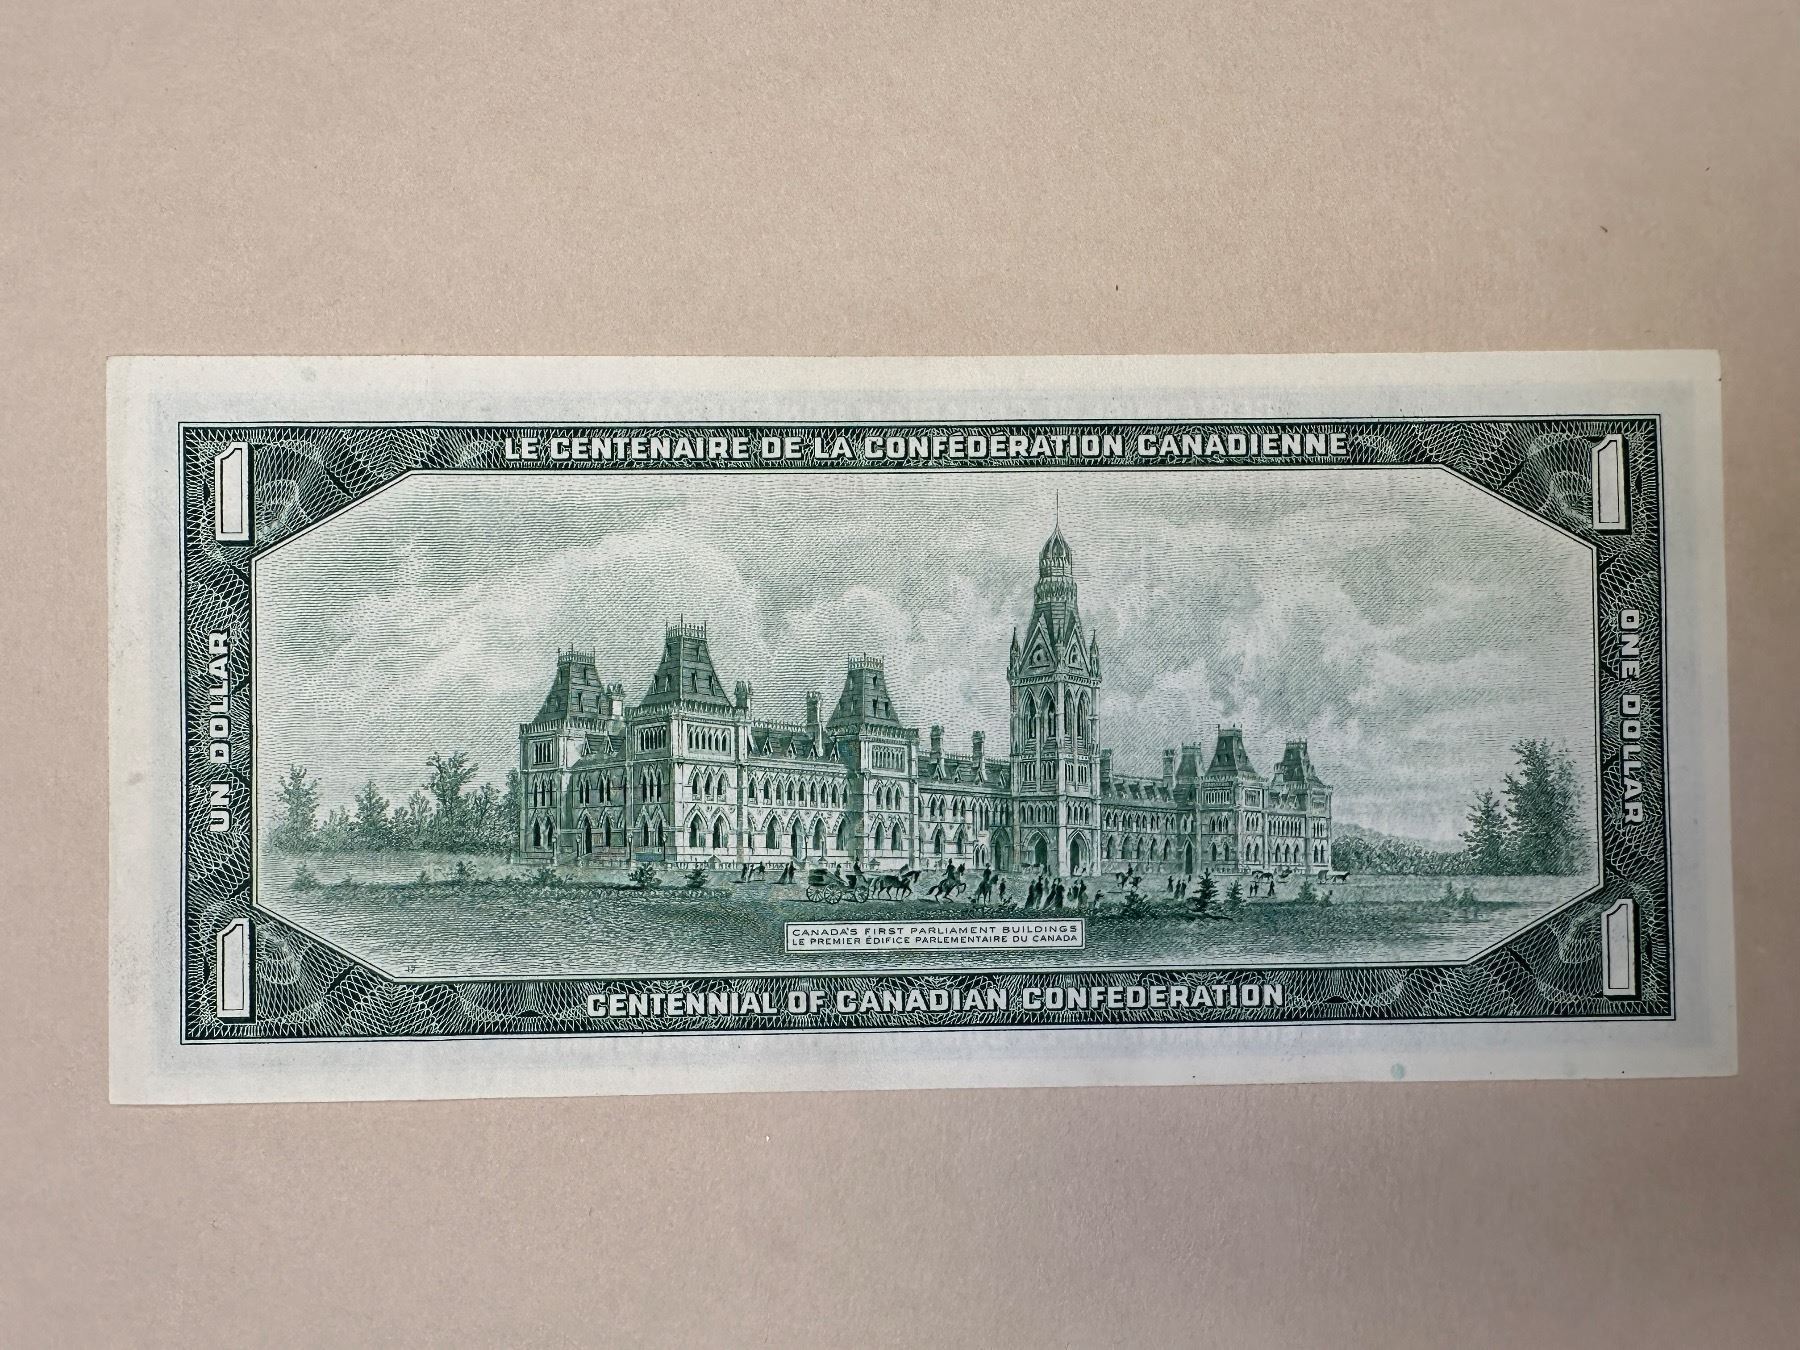 1 LE CENTENAIRE DE LA CONFÉDÉRATION CANADIENNE 1
UN DOLLAR
ONE DOLLAR
CANADA'S FIRST PARLIAMENT BUILDINGS
LE PREMIER ÉDIFICE PARLEMENTAIRE DU CANADA
1 CENTENNIAL OF CANADIAN CONFEDERATION 1